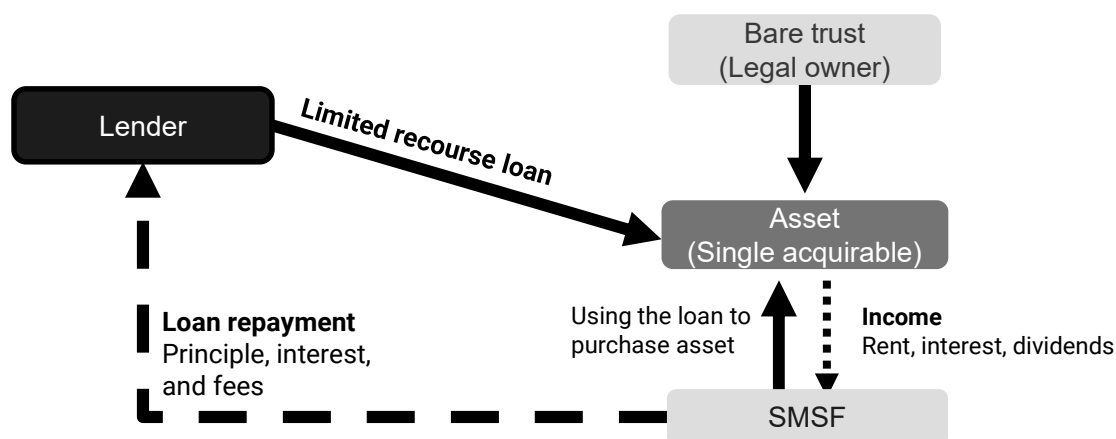 Bare trust
(Legal owner)
Lender
Limited recourse loan
Asset
(Single acquirable)
Loan repayment
Principle, interest,
and fees
Using the loan to
purchase asset
Income
Rent, interest, dividends
SMSF